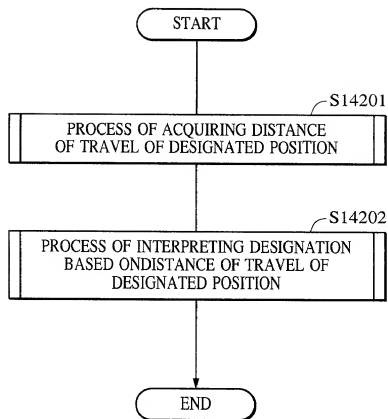 START
S14201
PROCESS OF ACQUIRING DISTANCE
OF TRAVEL OF DESIGNATED POSITION
S14202
PROCESS OF INTERPRETING DESIGNATION
BASED ONDISTANCE OF TRAVEL OF
DESIGNATED POSITION
END